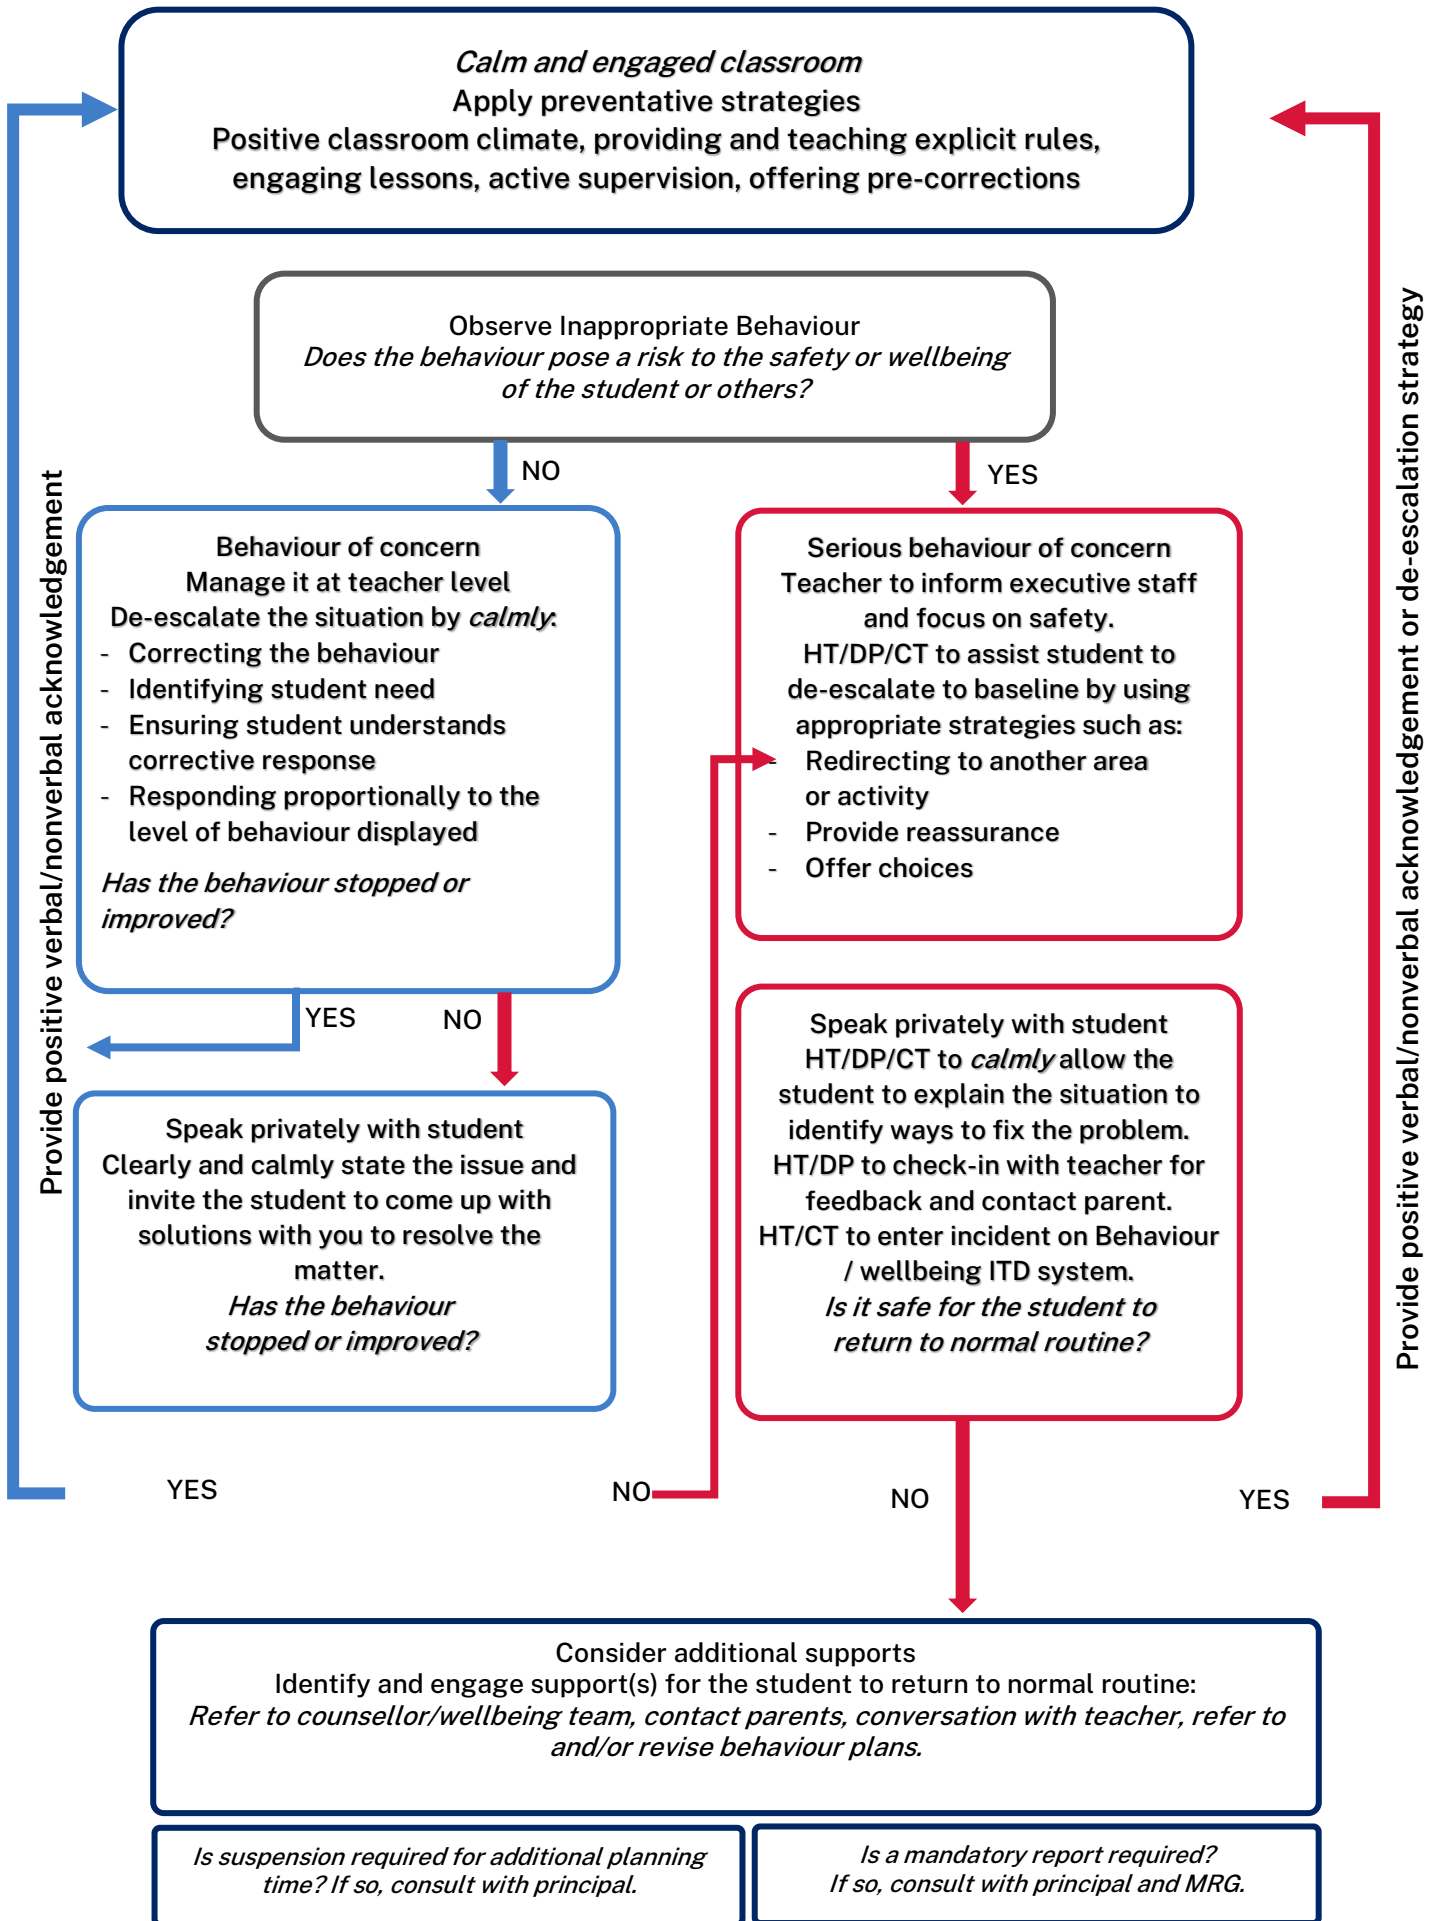 Calm and engaged classroom
Apply preventative strategies
Positive classroom climate, providing and teaching explicit rules,
engaging lessons, active supervision, offering pre-corrections
Observe Inappropriate Behaviour
Does the behaviour pose a risk to the safety or wellbeing
of the student or others?
NO
YES
Behaviour of concern
Manage it at teacher level
De-escalate the situation by calmly:
- Correcting the behaviour
- Identifying student need
- Ensuring student understands
corrective response
- Responding proportionally to the
level of behaviour displayed
Has the behaviour stopped or
improved?
Serious behaviour of concern
Teacher to inform executive staff
and focus on safety.
HT/DP/CT to assist student to
de-escalate to baseline by using
appropriate strategies such as:
- Redirecting to another area
or activity
- Provide reassurance
- Offer choices
YES
NO
Speak privately with student
Clearly and calmly state the issue and
invite the student to come up with
solutions with you to resolve the
matter.
Has the behaviour
stopped or improved?
Speak privately with student
HT/DP/CT to calmly allow the
student to explain the situation to
identify ways to fix the problem.
HT/DP to check-in with teacher for
feedback and contact parent.
HT/CT to enter incident on Behaviour
/ wellbeing ITD system.
Is it safe for the student to
return to normal routine?
YES
NO
NO
YES
Provide positive verbal/nonverbal acknowledgement
Provide positive verbal/nonverbal acknowledgement or de-escalation strategy
Consider additional supports
Identify and engage support(s) for the student to return to normal routine:
Refer to counsellor/wellbeing team, contact parents, conversation with teacher, refer to
and/or revise behaviour plans.
Is suspension required for additional planning
time? If so, consult with principal.
Is a mandatory report required?
If so, consult with principal and MRG.